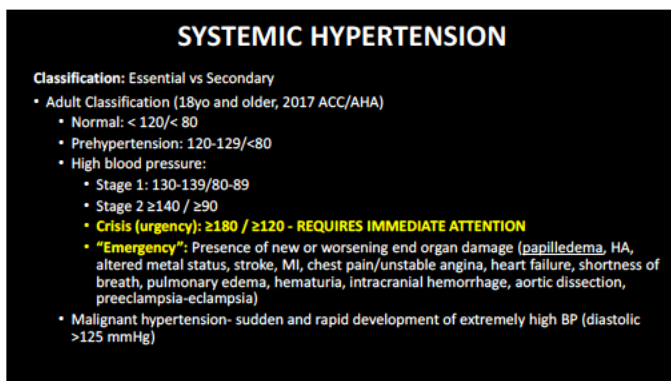 SYSTEMIC HYPERTENSION
Classification: Essential vs Secondary
• Adult Classification (18yo and older, 2017 ACC/AHA)
• Normal: < 120/< 80
• Prehypertension: 120-129/<80
• High blood pressure:
• Stage 1: 130-139/80-89
• Stage 2 ≥140 / ≥90
• Crisis (urgency): ≥180 / ≥120 - REQUIRES IMMEDIATE ATTENTION
• “Emergency”: Presence of new or worsening end organ damage (papilledema, HA,
altered metal status, stroke, MI, chest pain/unstable angina, heart failure, shortness of
breath, pulmonary edema, hematuria, intracranial hemorrhage, aortic dissection,
preeclampsia-eclampsia)
• Malignant hypertension- sudden and rapid development of extremely high BP (diastolic
>125 mmHg)